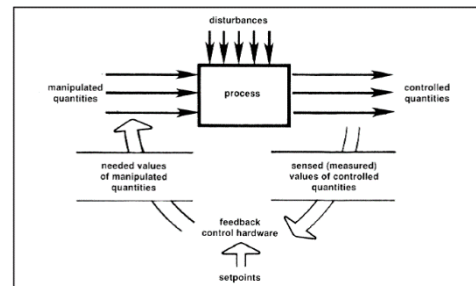 disturbances
manipulated
quantities
process
controlled
quantities
needed values
of manipulated
quantities
sensed (measured)
values of controlled
quantities
feedback
control hardware
setpoints